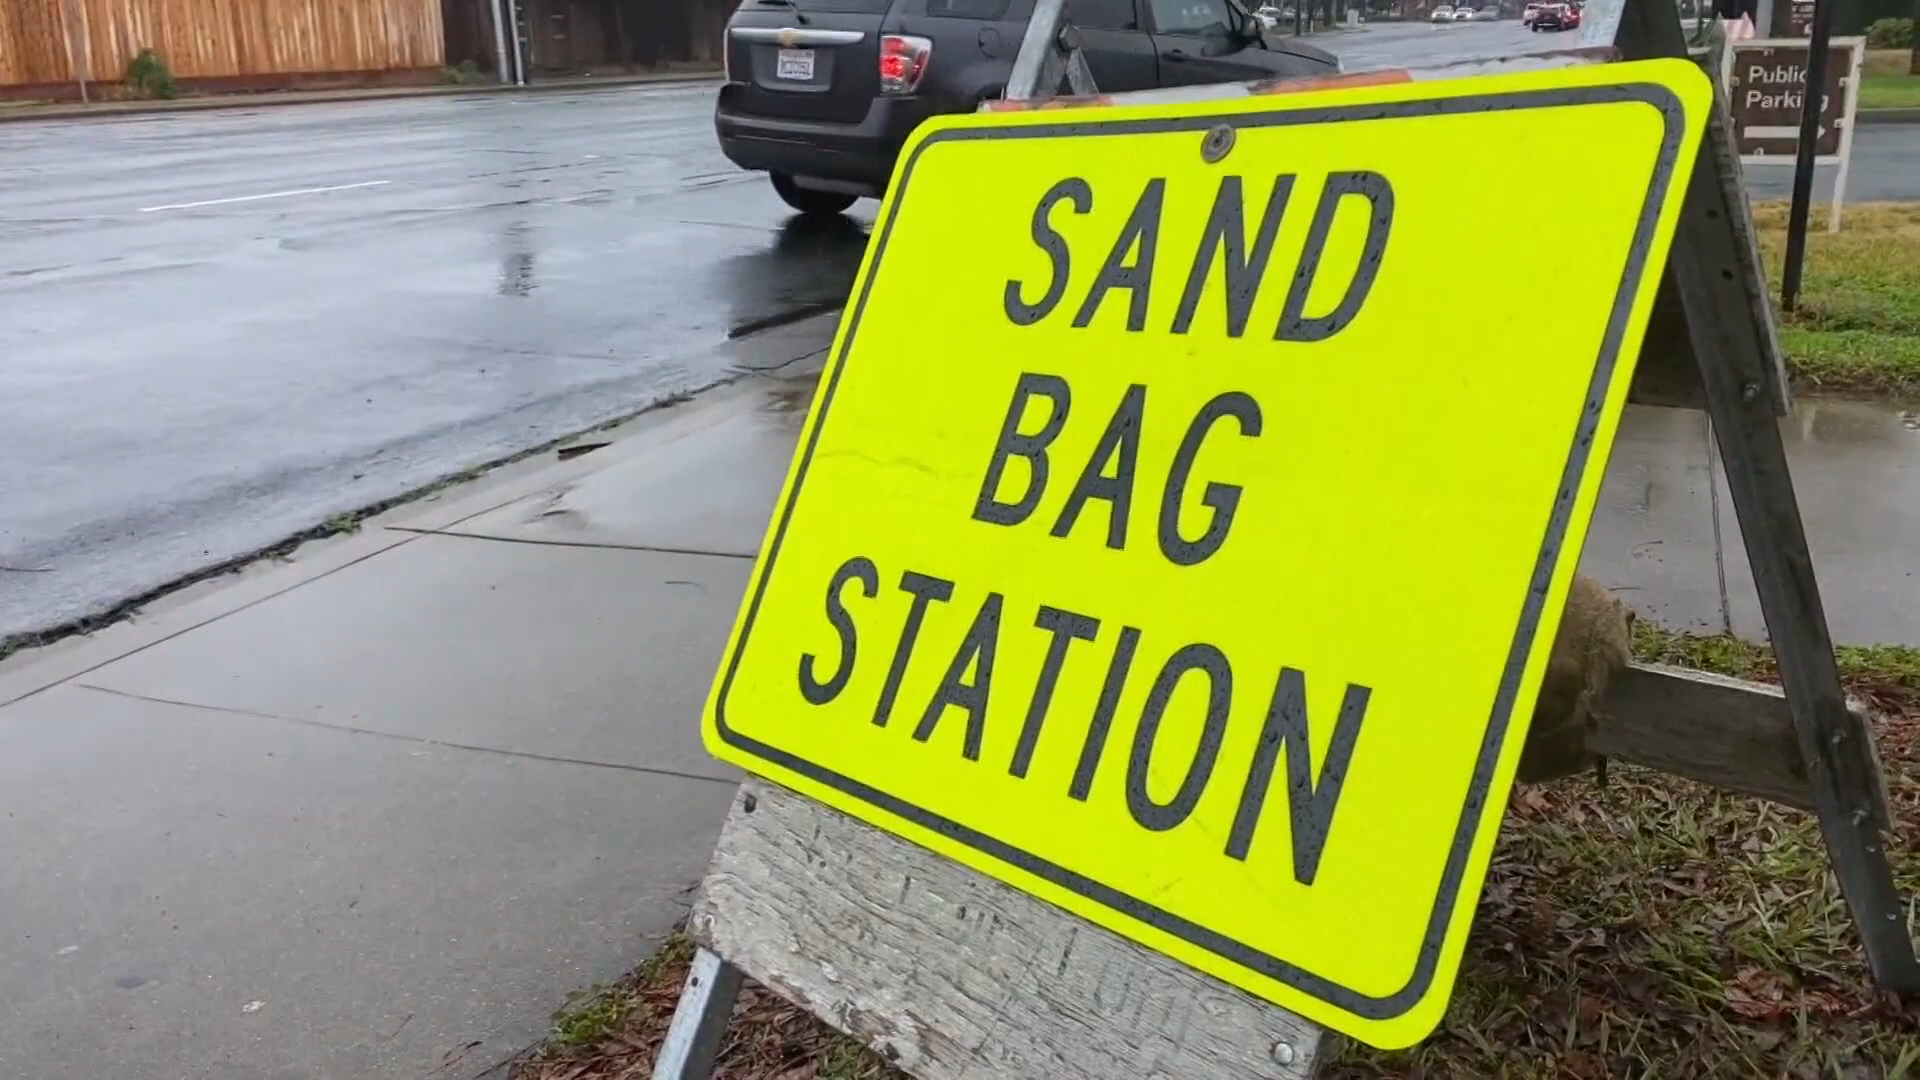 Public
Parking
SAND
BAG
STATION